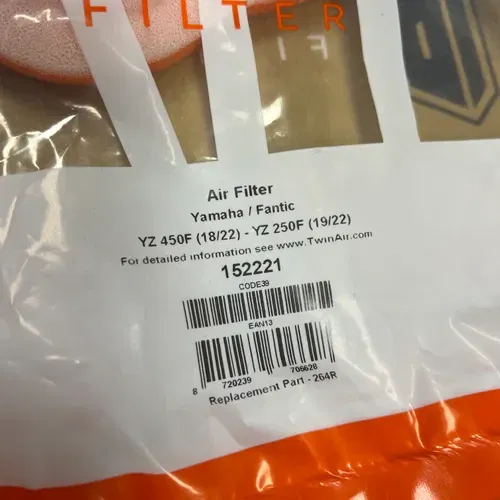 FILTER
Air Filter
Yamaha / Fantic
YZ 450F (18/22) - YZ 250F (19/22)
For detailed information see www.TwinAir.com
152221
CODE39
EAN13
8 720239 706628
Replacement Part - 264R